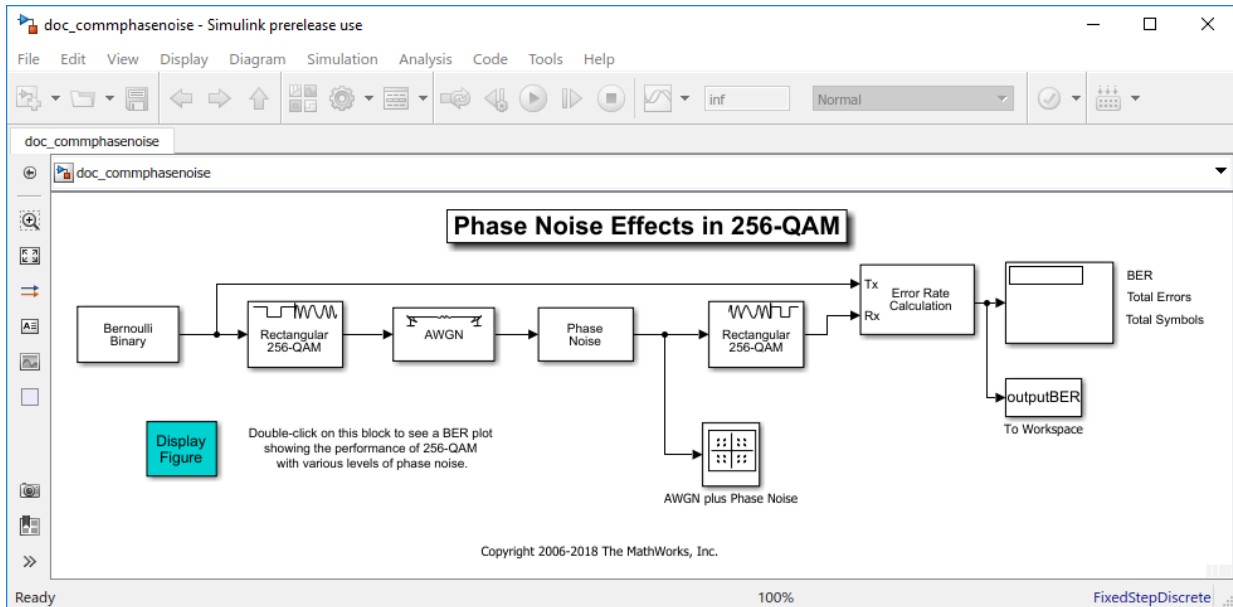 doc_commphasenoise - Simulink prerelease use
File Edit View Display Diagram Simulation Analysis Code Tools Help
inf Normal
doc_commphasenoise
doc_commphasenoise
Phase Noise Effects in 256-QAM
Bernoulli
Binary
Rectangular
256-QAM
AWGN
Phase
Noise
Rectangular
256-QAM
Tx
Rx
Error Rate
Calculation
BER
Total Errors
Total Symbols
outputBER
To Workspace
Display
Figure
Double-click on this block to see a BER plot
showing the performance of 256-QAM
with various levels of phase noise.
AWGN plus Phase Noise
Copyright 2006-2018 The MathWorks, Inc.
Ready 100% FixedStepDiscrete